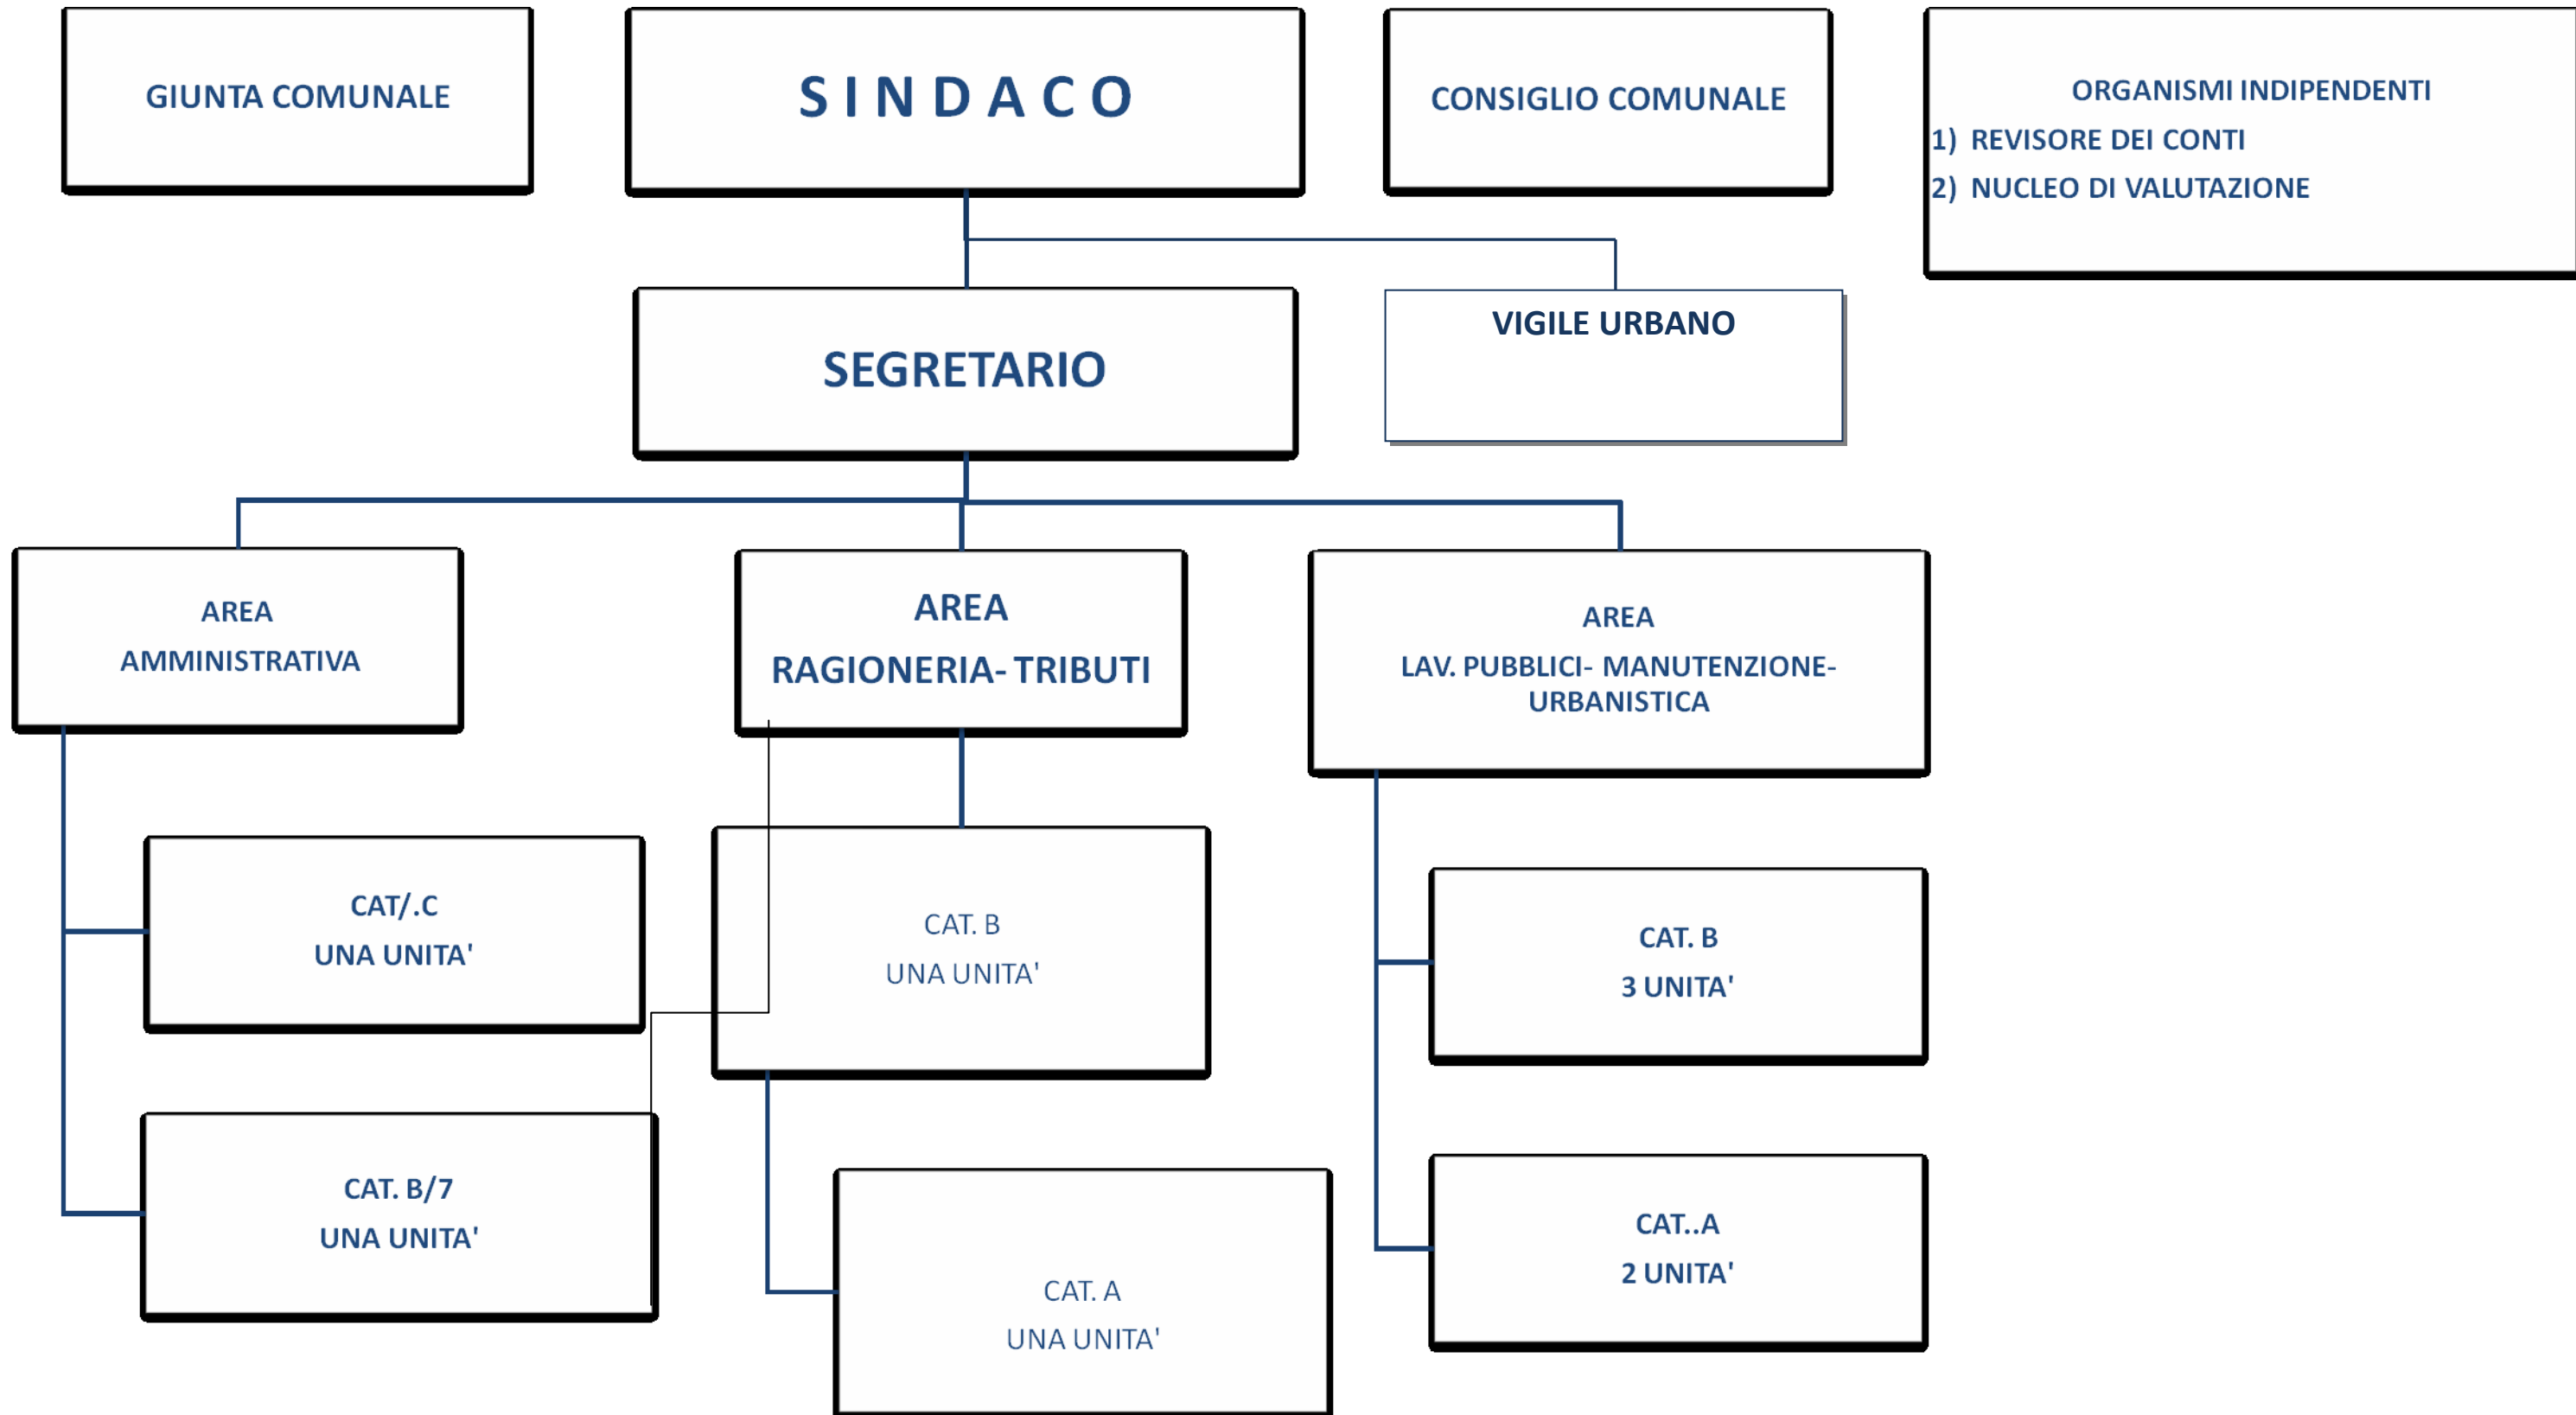 GIUNTA COMUNALE
S I N D A C O
CONSIGLIO COMUNALE
ORGANISMI INDIPENDENTI
1) REVISORE DEI CONTI
2) NUCLEO DI VALUTAZIONE
SEGRETARIO
VIGILE URBANO
AREA
AMMINISTRATIVA
AREA
RAGIONERIA- TRIBUTI
AREA
LAV. PUBBLICI- MANUTENZIONE-
URBANISTICA
CAT/.C
UNA UNITA'
CAT. B
UNA UNITA'
CAT. B
3 UNITA'
CAT. B/7
UNA UNITA'
CAT. A
UNA UNITA'
CAT..A
2 UNITA'